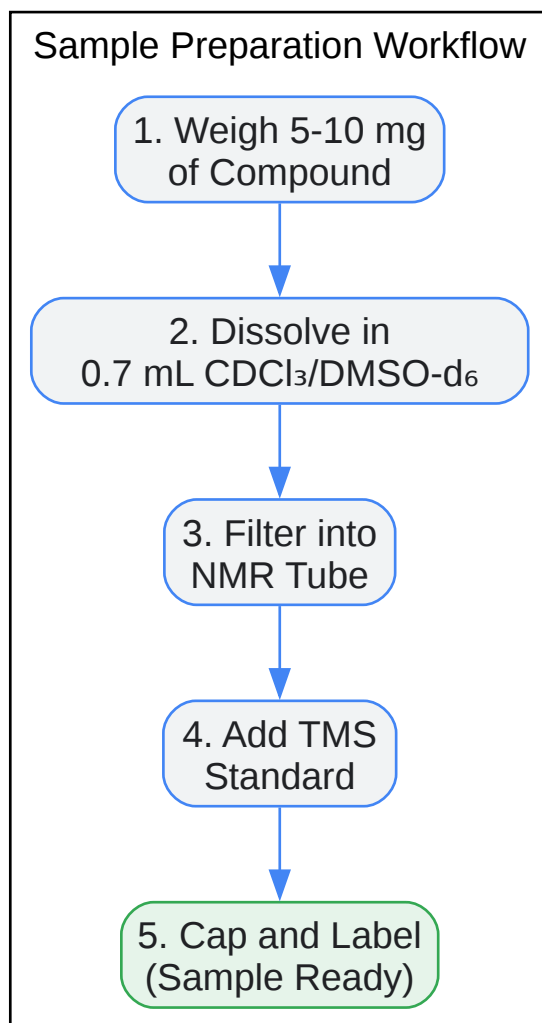 Sample Preparation Workflow
1. Weigh 5-10 mg
of Compound
2. Dissolve in
0.7 mL CDCl₃/DMSO-d₆
3. Filter into
NMR Tube
4. Add TMS
Standard
5. Cap and Label
(Sample Ready)